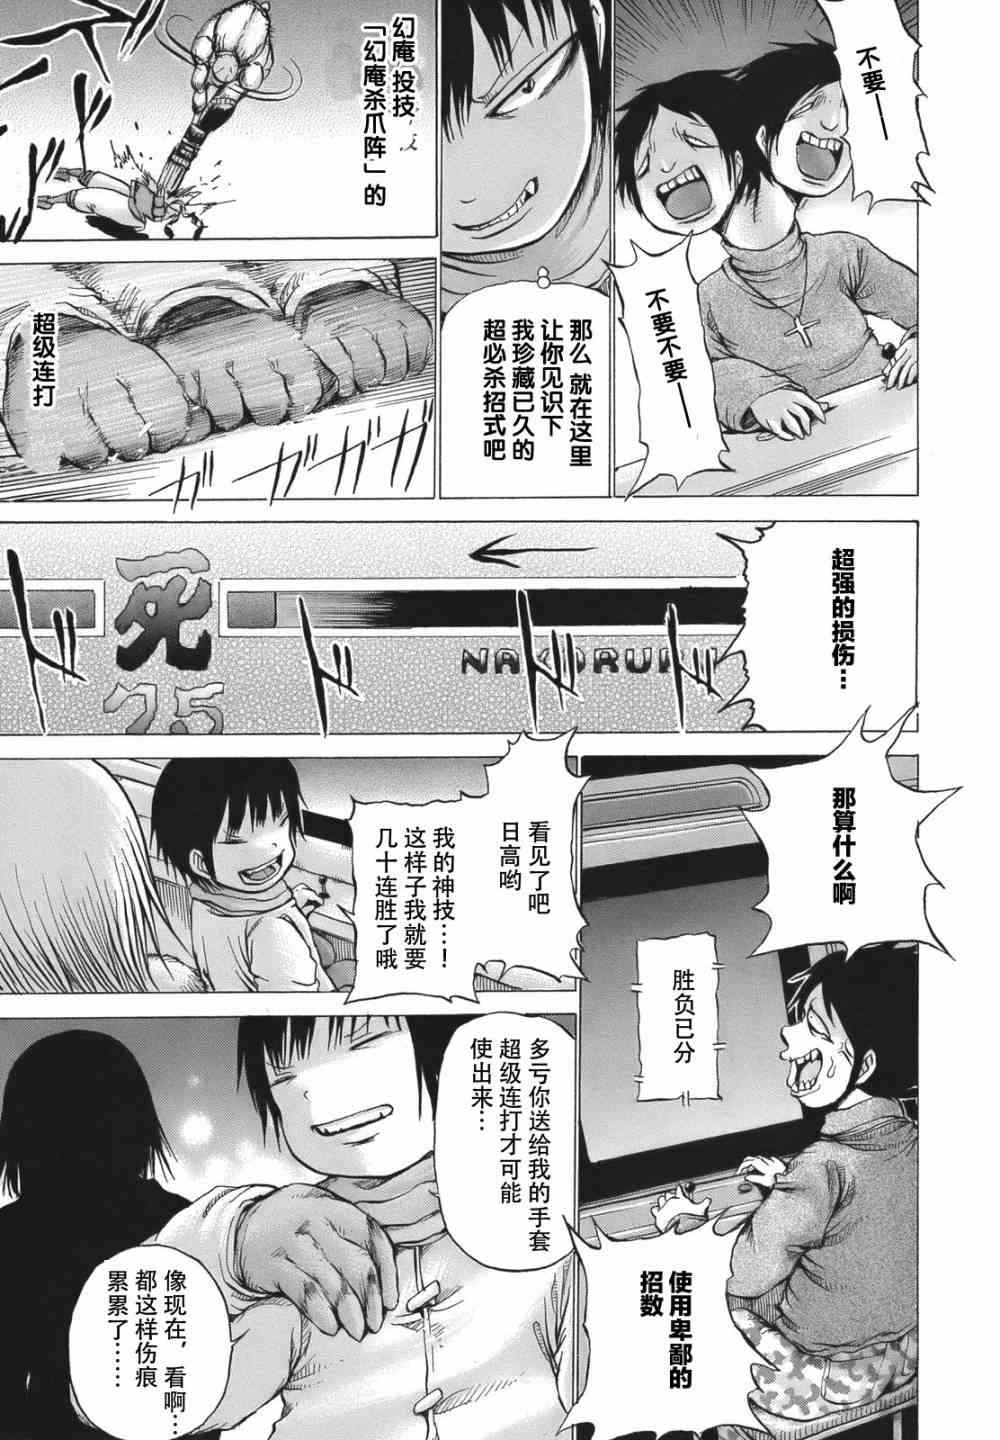 不要——
不要不要——
那么 就在这里
让你见识下
我珍藏已久的
超必杀招式吧
幻庵 投技
「幻庵杀爪阵」的
超级连打
超强的损伤…
死
75
NAKORURU
那算什么啊
胜负已分
使用卑鄙的
招数
看见了吧
日高哟
我的神技…！
这样子我就要
几十连胜了哦
多亏你送给我的手套
超级连打才可能
使出来…
像现在，看啊…
都这样伤痕
累累了……